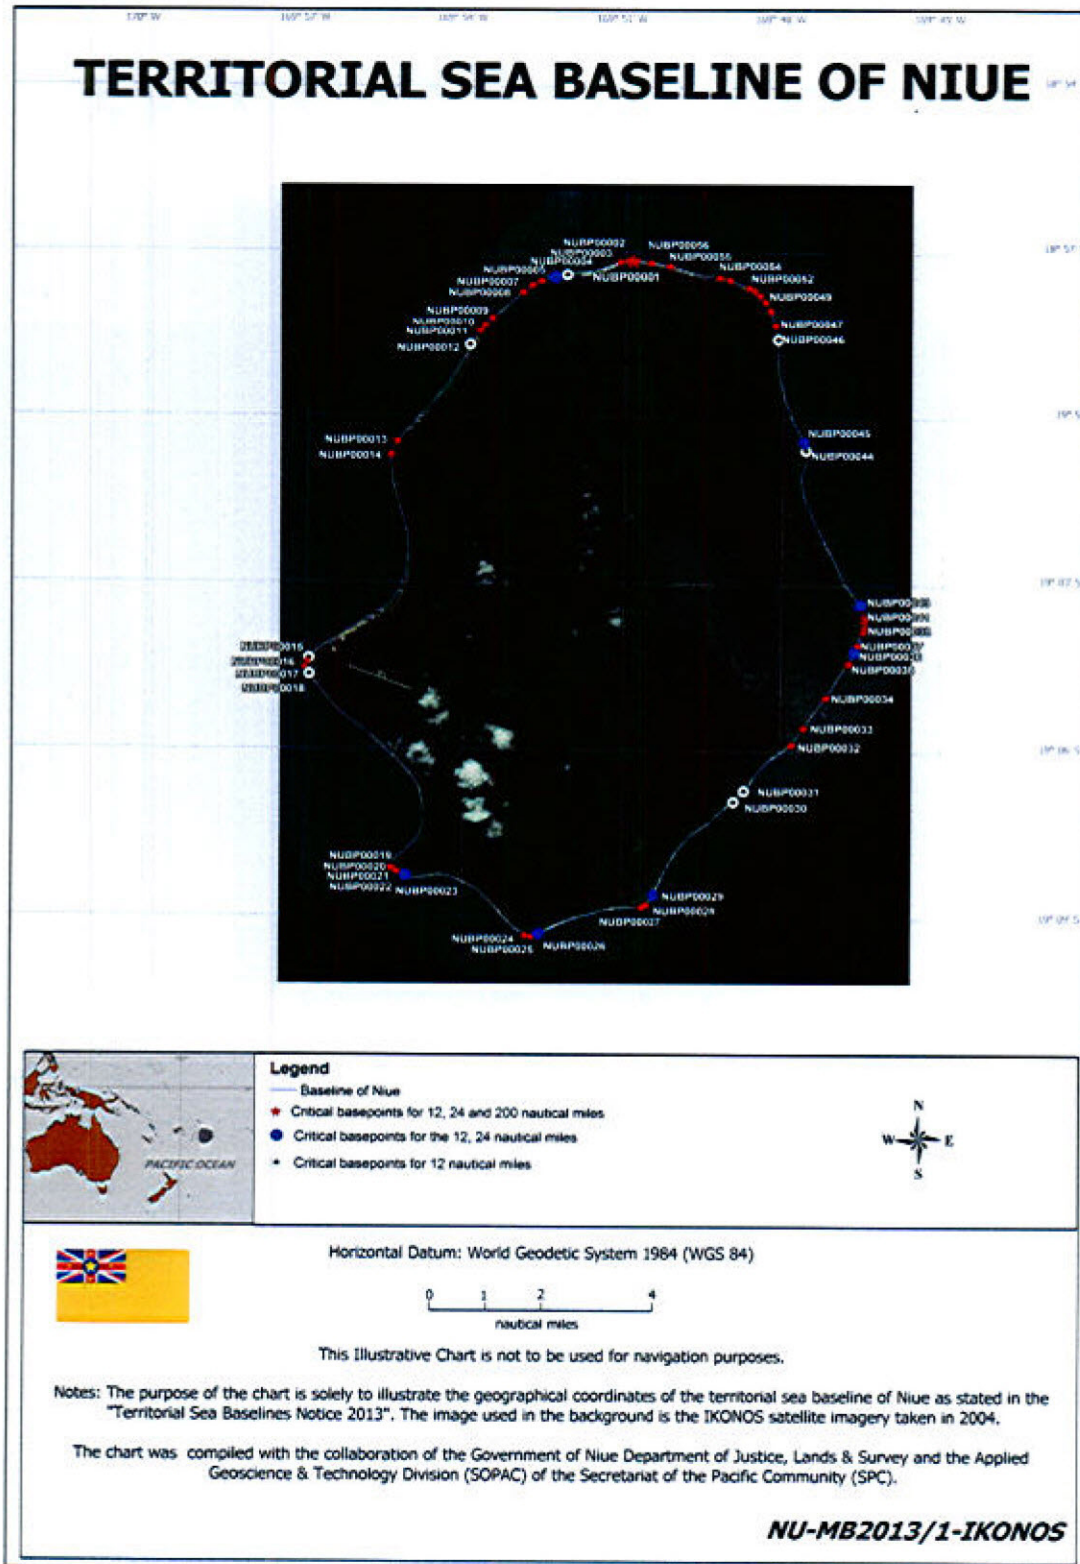 TERRITORIAL SEA BASELINE OF NIUE
NUBP00002
NUBP00003
NUBP00004
NUBP00005
NUBP00007
NUBP00008
NUBP00009
NUBP00010
NUBP00011
NUBP00012
NUBP00013
NUBP00014
NUBP00015
NUBP00016
NUBP00017
NUBP00018
NUBP00019
NUBP00020
NUBP00021
NUBP00022
NUBP00023
NUBP00024
NUBP00025
NUBP00026
NUBP00027
NUBP00028
NUBP00029
NUBP00030
NUBP00031
NUBP00032
NUBP00033
NUBP00034
NUBP00044
NUBP00045
NUBP00046
NUBP00047
NUBP00049
NUBP00052
NUBP00054
NUBP00055
NUBP00056
NUBP00001
Legend
Baseline of Niue
Critical basepoints for 12, 24 and 200 nautical miles
Critical basepoints for the 12, 24 nautical miles
Critical basepoints for 12 nautical miles
PACIFIC OCEAN
N
W E
S
Horizontal Datum: World Geodetic System 1984 (WGS 84)
0 1 2 4
nautical miles
This Illustrative Chart is not to be used for navigation purposes.
Notes: The purpose of the chart is solely to illustrate the geographical coordinates of the territorial sea baseline of Niue as stated in the
"Territorial Sea Baselines Notice 2013". The image used in the background is the IKONOS satellite imagery taken in 2004.
The chart was compiled with the collaboration of the Government of Niue Department of Justice, Lands & Survey and the Applied
Geoscience & Technology Division (SOPAC) of the Secretariat of the Pacific Community (SPC).
NU-MB2013/1-IKONOS